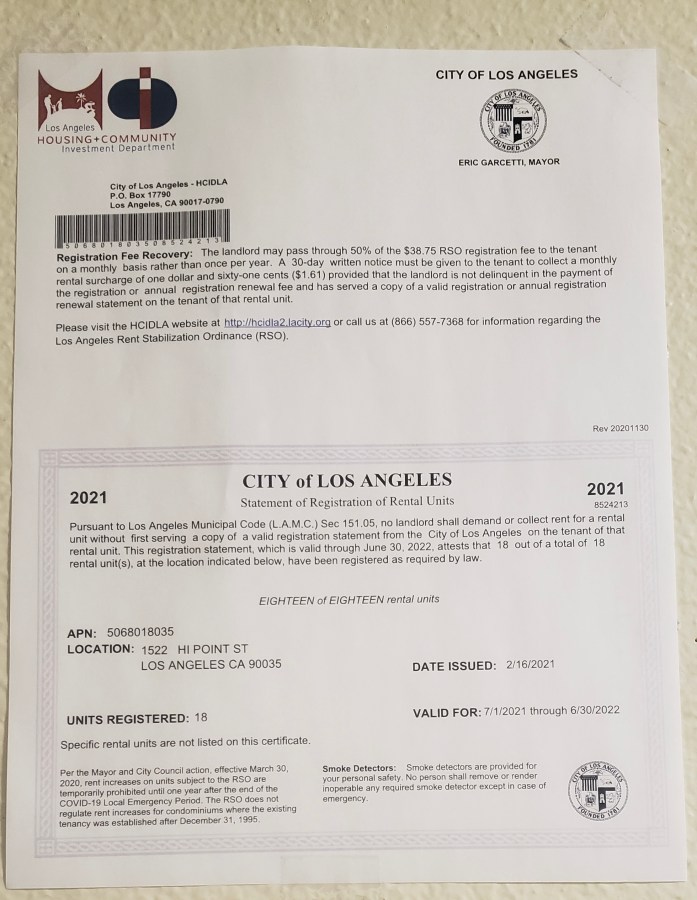 Los Angeles
HOUSING+COMMUNITY
Investment Department
CITY OF LOS ANGELES
CITY OF LOS ANGELES
FOUNDED 1781
ERIC GARCETTI, MAYOR
City of Los Angeles - HCIDLA
P.O. Box 17790
Los Angeles, CA 90017-0790
506801803508524213
Registration Fee Recovery: The landlord may pass through 50% of the $38.75 RSO registration fee to the tenant
on a monthly basis rather than once per year. A 30-day written notice must be given to the tenant to collect a monthly
rental surcharge of one dollar and sixty-one cents ($1.61) provided that the landlord is not delinquent in the payment of
the registration or annual registration renewal fee and has served a copy of a valid registration or annual registration
renewal statement on the tenant of that rental unit.
Please visit the HCIDLA website at http://hcidla2.lacity.org or call us at (866) 557-7368 for information regarding the
Los Angeles Rent Stabilization Ordinance (RSO).
Rev 20201130
CITY of LOS ANGELES
2021
2021
Statement of Registration of Rental Units
8524213
Pursuant to Los Angeles Municipal Code (L.A.M.C.) Sec 151.05, no landlord shall demand or collect rent for a rental
unit without first serving a copy of a valid registration statement from the City of Los Angeles on the tenant of that
rental unit. This registration statement, which is valid through June 30, 2022, attests that 18 out of a total of 18
rental unit(s), at the location indicated below, have been registered as required by law.
EIGHTEEN of EIGHTEEN rental units
APN: 5068018035
LOCATION: 1522 HI POINT ST
LOS ANGELES CA 90035
DATE ISSUED: 2/16/2021
UNITS REGISTERED: 18
VALID FOR: 7/1/2021 through 6/30/2022
Specific rental units are not listed on this certificate.
Per the Mayor and City Council action, effective March 30,
2020, rent increases on units subject to the RSO are
temporarily prohibited until one year after the end of the
COVID-19 Local Emergency Period. The RSO does not
regulate rent increases for condominiums where the existing
tenancy was established after December 31, 1995.
Smoke Detectors: Smoke detectors are provided for
your personal safety. No person shall remove or render
inoperable any required smoke detector except in case of
emergency.
CITY OF LOS ANGELES
FOUNDED 1781